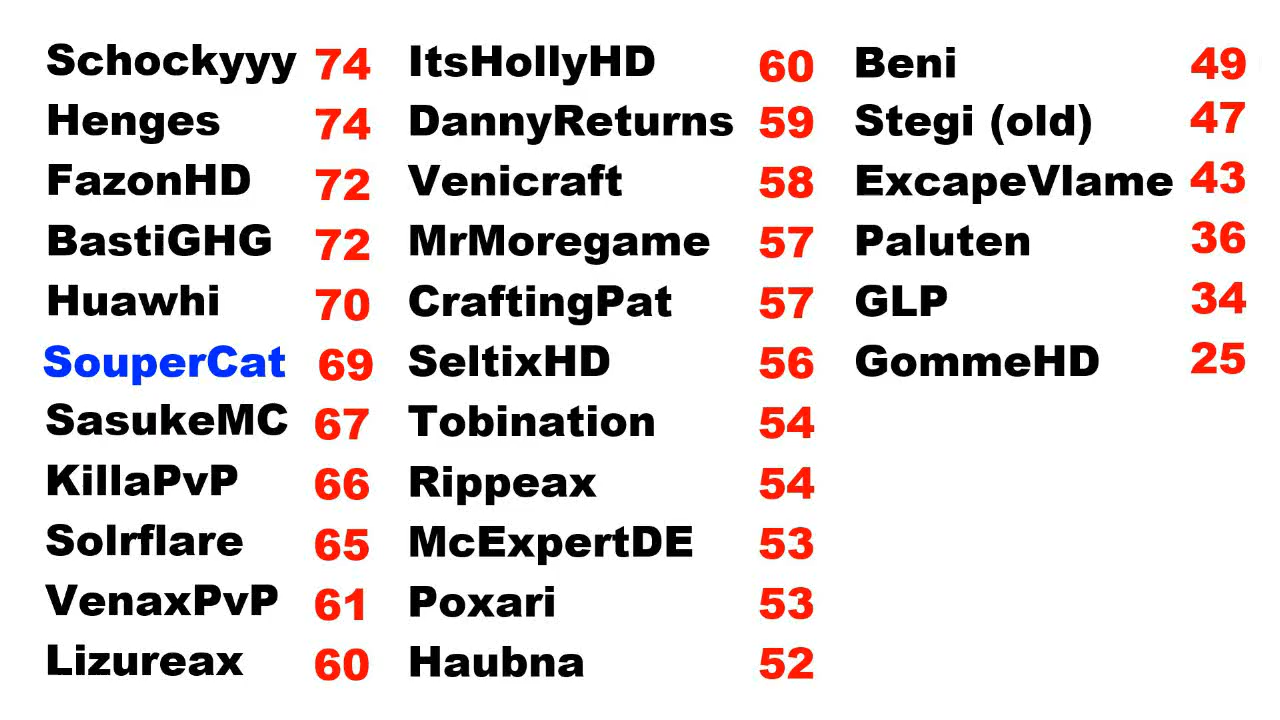 Schockyyy 74
Henges 74
FazonHD 72
BastiGHG 72
Huawhi 70
SouperCat 69
SasukeMC 67
KillaPvP 66
Solrflare 65
VenaxPvP 61
Lizureax 60
ItsHollyHD 60
DannyReturns 59
Venicraft 58
MrMoregame 57
CraftingPat 57
SeltixHD 56
Tobination 54
Rippeax 54
McExpertDE 53
Poxari 53
Haubna 52
Beni 49
Stegi (old) 47
ExcapeVlame 43
Paluten 36
GLP 34
GommeHD 25